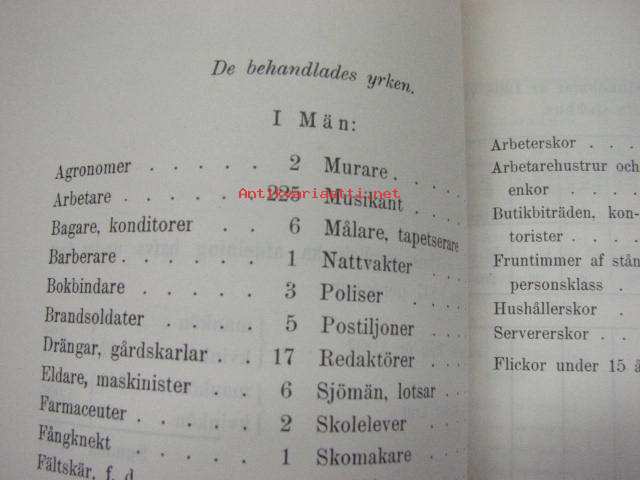 De behandlades yrken.
I Män:
Agronomer . . . . . 2
Arbetare . . . . . 225
Bagare, konditorer . . 6
Barberare . . . . . 1
Bokbindare . . . . 3
Brandsoldater . . . . 5
Drängar, gårdskarlar . . 17
Eldare, maskinister . . 6
Farmaceuter . . . . 2
Fångknekt . . . . . 1
Fältskär, f. d.
Murare . . .
Musikant . . .
Målare, tapetserare
Nattvakter . .
Poliser . . .
Postiljoner . .
Redaktörer . .
Sjömän, lotsar .
Skolelever . .
Skomakare . .
Arbeterskor . . .
Arbetarehustrur och
enkor . . . .
Butikbiträden, kon-
torister . . .
Fruntimmer af stån
personsklass . .
Hushållerskor . .
Servererskor . .
Flickor under 15 å
Antikvariaatti.net